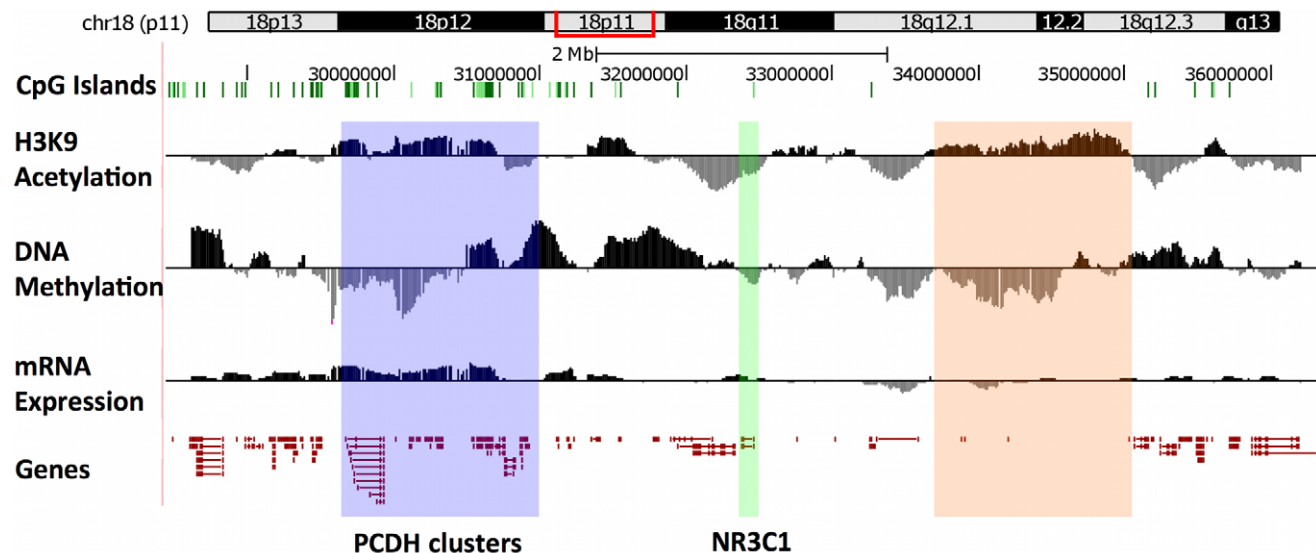 chr18 (p11) 18p13 18p12 18p11 18q11 18q12.1 12.2 18q12.3 q13
2 Mb
30000000 31000000 32000000 33000000 34000000 35000000 36000000
CpG Islands
H3K9
Acetylation
DNA
Methylation
mRNA
Expression
Genes
PCDH clusters NR3C1